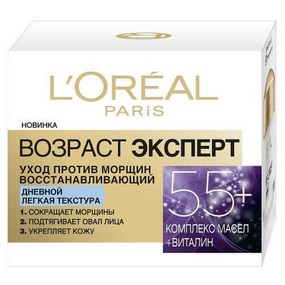 L'ORÉAL
PARIS
НОВИНКА
ВОЗРАСТ ЭКСПЕРТ
УХОД ПРОТИВ МОРЩИН
ВОССТАНАВЛИВАЮЩИЙ
ДНЕВНОЙ
ЛЕГКАЯ ТЕКСТУРА
1. СОКРАЩАЕТ МОРЩИНЫ
2. ПОДТЯГИВАЕТ ОВАЛ ЛИЦА
3. УКРЕПЛЯЕТ КОЖУ
55+
КОМПЛЕКС МАСЕЛ
+ВИТАЛИН